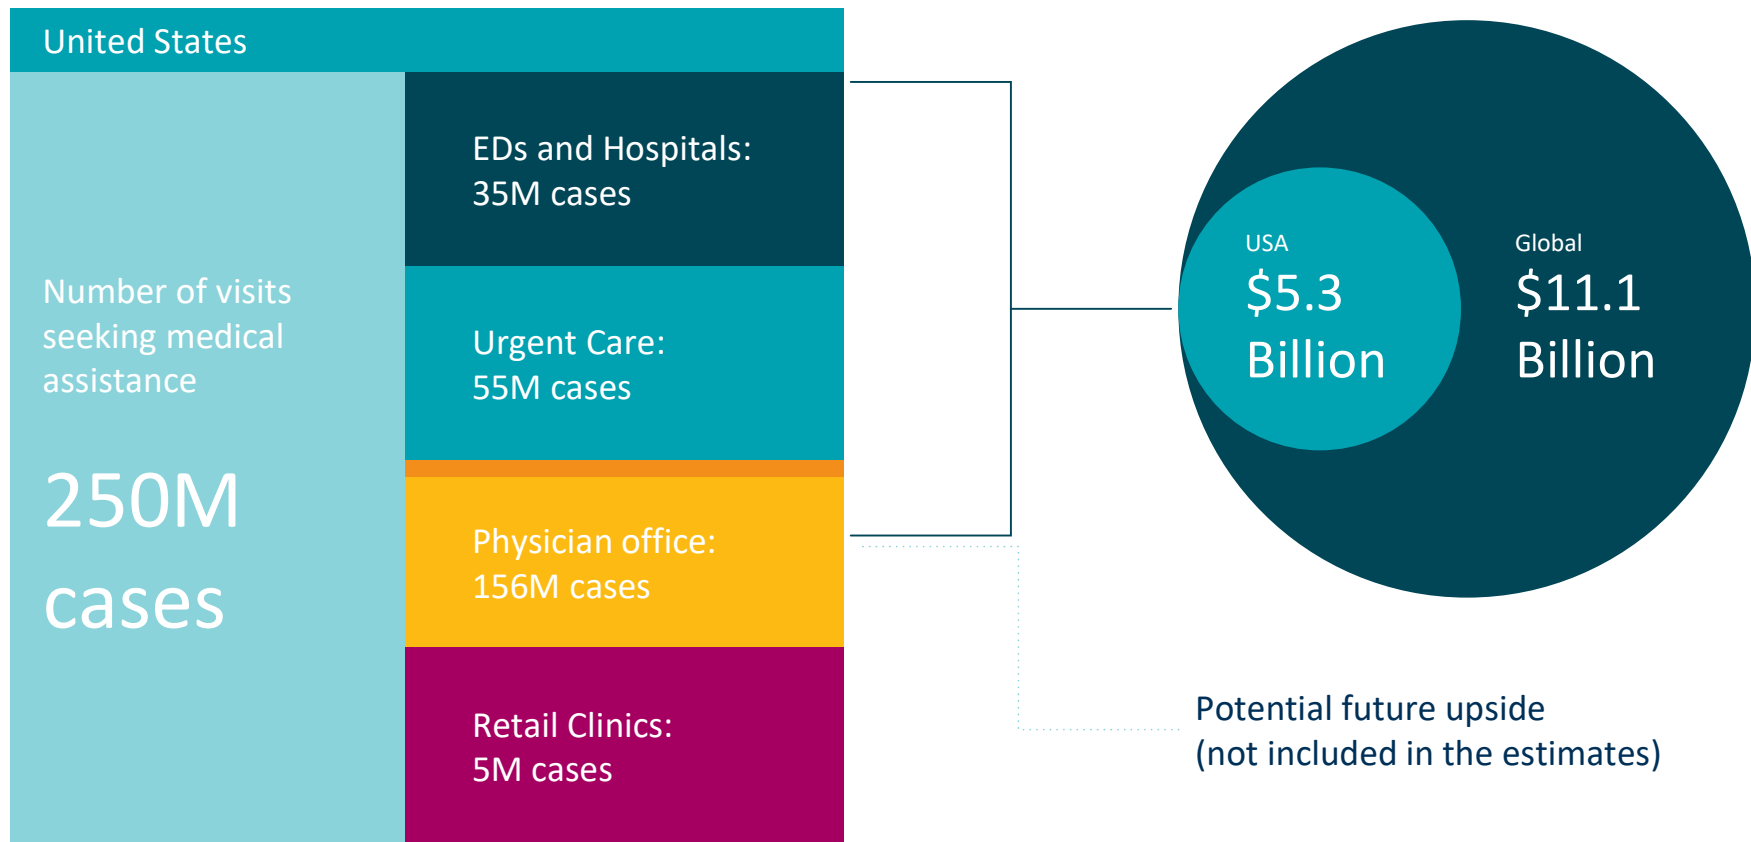 United States
Number of visits
seeking medical
assistance
250M
cases
EDs and Hospitals:
35M cases
Urgent Care:
55M cases
Physician office:
156M cases
Retail Clinics:
5M cases
USA
$5.3
Billion
Global
$11.1
Billion
Potential future upside
(not included in the estimates)